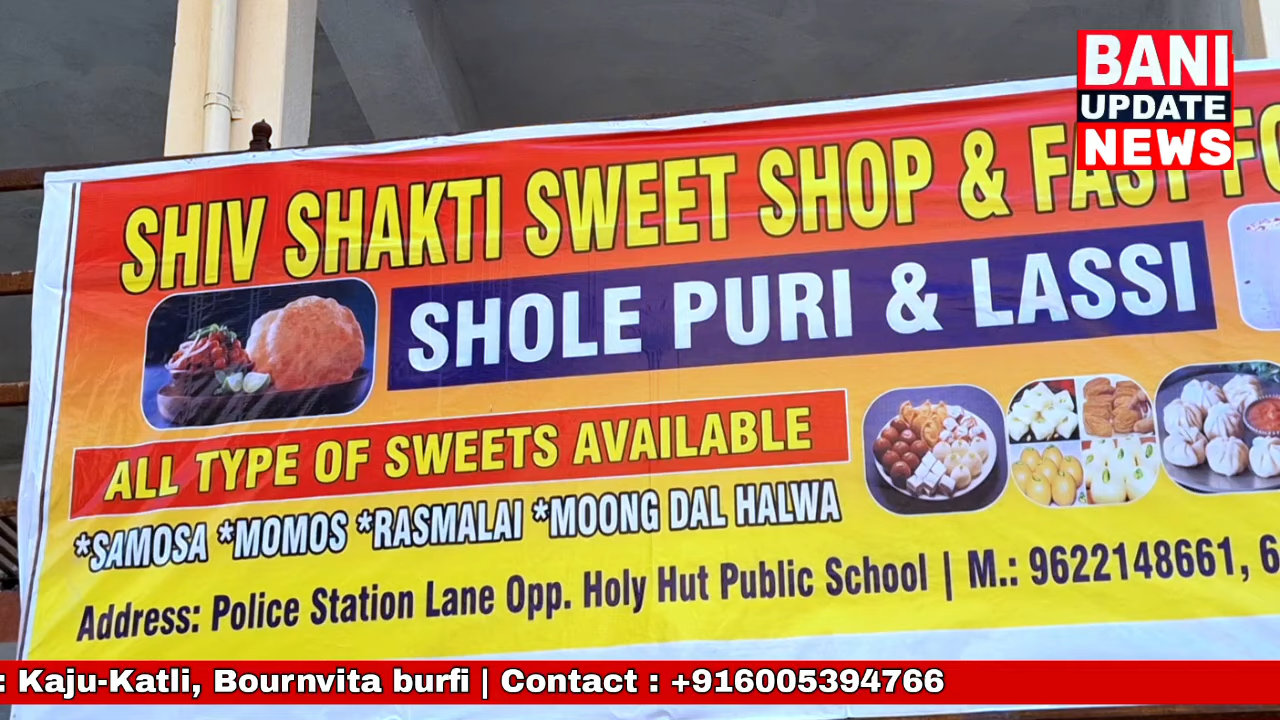 BANI
UPDATE
NEWS
SHIV SHAKTI SWEET SHOP & FAST FO
SHOLE PURI & LASSI
ALL TYPE OF SWEETS AVAILABLE
*SAMOSA *MOMOS *RASMALAI *MOONG DAL HALWA
Address: Police Station Lane Opp. Holy Hut Public School | M.: 9622148661, 6
: Kaju-Katli, Bournvita burfi | Contact : +916005394766